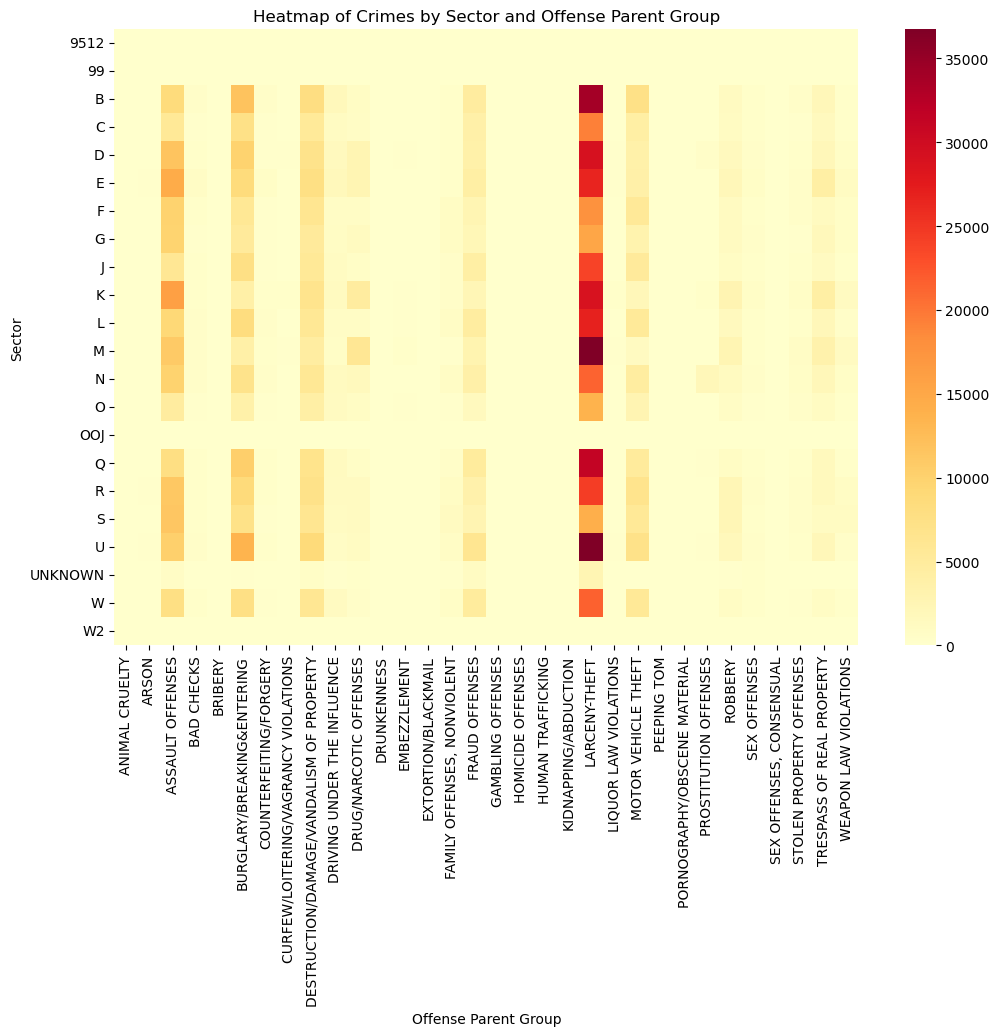 Heatmap of Crimes by Sector and Offense Parent Group
9512
99
B
C
D
E
F
G
J
K
L
M
N
O
OOJ
Q
R
S
U
UNKNOWN
W
W2
Sector
ANIMAL CRUELTY
ARSON
ASSAULT OFFENSES
BAD CHECKS
BRIBERY
BURGLARY/BREAKING&ENTERING
COUNTERFEITING/FORGERY
CURFEW/LOITERING/VAGRANCY VIOLATIONS
DESTRUCTION/DAMAGE/VANDALISM OF PROPERTY
DRIVING UNDER THE INFLUENCE
DRUG/NARCOTIC OFFENSES
DRUNKENNESS
EMBEZZLEMENT
EXTORTION/BLACKMAIL
FAMILY OFFENSES, NONVIOLENT
FRAUD OFFENSES
GAMBLING OFFENSES
HOMICIDE OFFENSES
HUMAN TRAFFICKING
KIDNAPPING/ABDUCTION
LARCENY-THEFT
LIQUOR LAW VIOLATIONS
MOTOR VEHICLE THEFT
PEEPING TOM
PORNOGRAPHY/OBSCENE MATERIAL
PROSTITUTION OFFENSES
ROBBERY
SEX OFFENSES
SEX OFFENSES, CONSENSUAL
STOLEN PROPERTY OFFENSES
TRESPASS OF REAL PROPERTY
WEAPON LAW VIOLATIONS
Offense Parent Group
35000
30000
25000
20000
15000
10000
5000
0